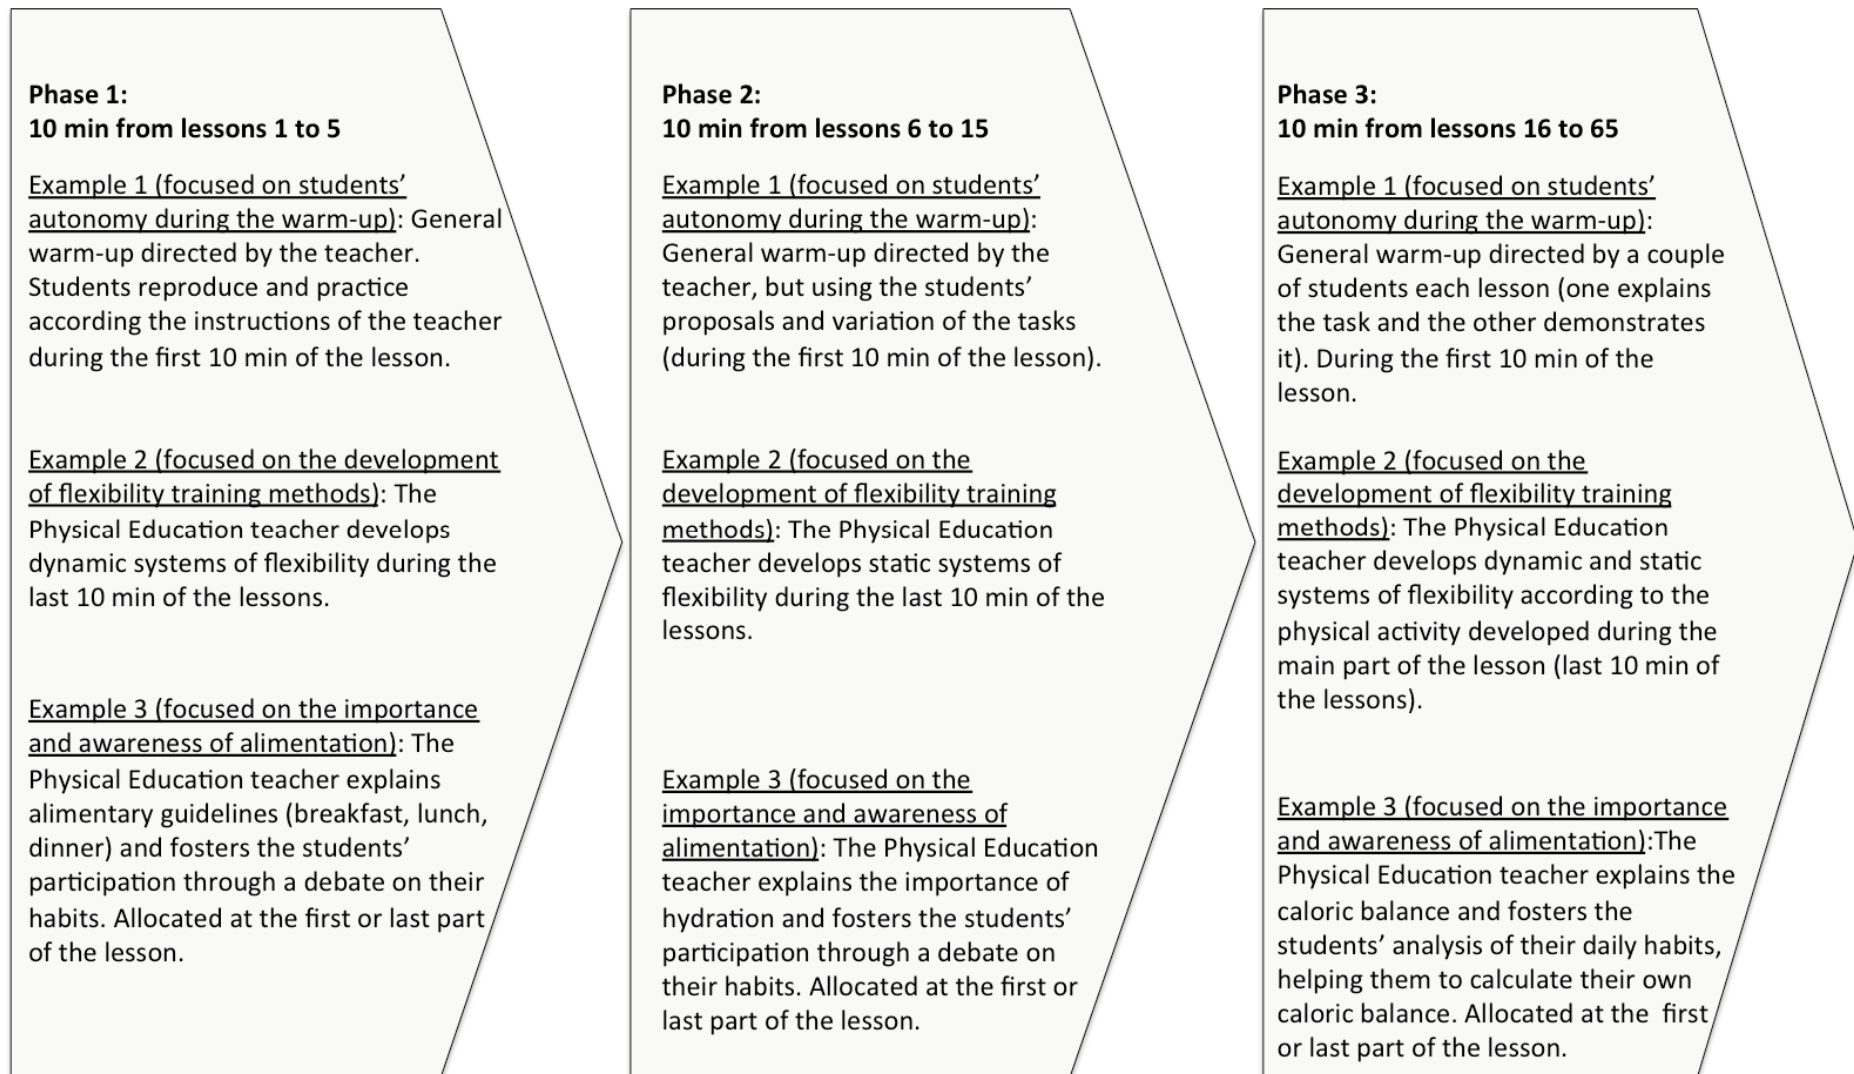 Phase 1:
10 min from lessons 1 to 5
Example 1 (focused on students’
autonomy during the warm-up): General
warm-up directed by the teacher.
Students reproduce and practice
according the instructions of the teacher
during the first 10 min of the lesson.
Example 2 (focused on the development
of flexibility training methods): The
Physical Education teacher develops
dynamic systems of flexibility during the
last 10 min of the lessons.
Example 3 (focused on the importance
and awareness of alimentation): The
Physical Education teacher explains
alimentary guidelines (breakfast, lunch,
dinner) and fosters the students’
participation through a debate on their
habits. Allocated at the first or last part
of the lesson.
Phase 2:
10 min from lessons 6 to 15
Example 1 (focused on students’
autonomy during the warm-up):
General warm-up directed by the
teacher, but using the students’
proposals and variation of the tasks
(during the first 10 min of the lesson).
Example 2 (focused on the
development of flexibility training
methods): The Physical Education
teacher develops static systems of
flexibility during the last 10 min of the
lessons.
Example 3 (focused on the
importance and awareness of
alimentation): The Physical Education
teacher explains the importance of
hydration and fosters the students’
participation through a debate on
their habits. Allocated at the first or
last part of the lesson.
Phase 3:
10 min from lessons 16 to 65
Example 1 (focused on students’
autonomy during the warm-up):
General warm-up directed by a couple
of students each lesson (one explains
the task and the other demonstrates
it). During the first 10 min of the
lesson.
Example 2 (focused on the
development of flexibility training
methods): The Physical Education
teacher develops dynamic and static
systems of flexibility according to the
physical activity developed during the
main part of the lesson (last 10 min of
the lessons).
Example 3 (focused on the importance
and awareness of alimentation):The
Physical Education teacher explains the
caloric balance and fosters the
students’ analysis of their daily habits,
helping them to calculate their own
caloric balance. Allocated at the  first
or last part of the lesson.